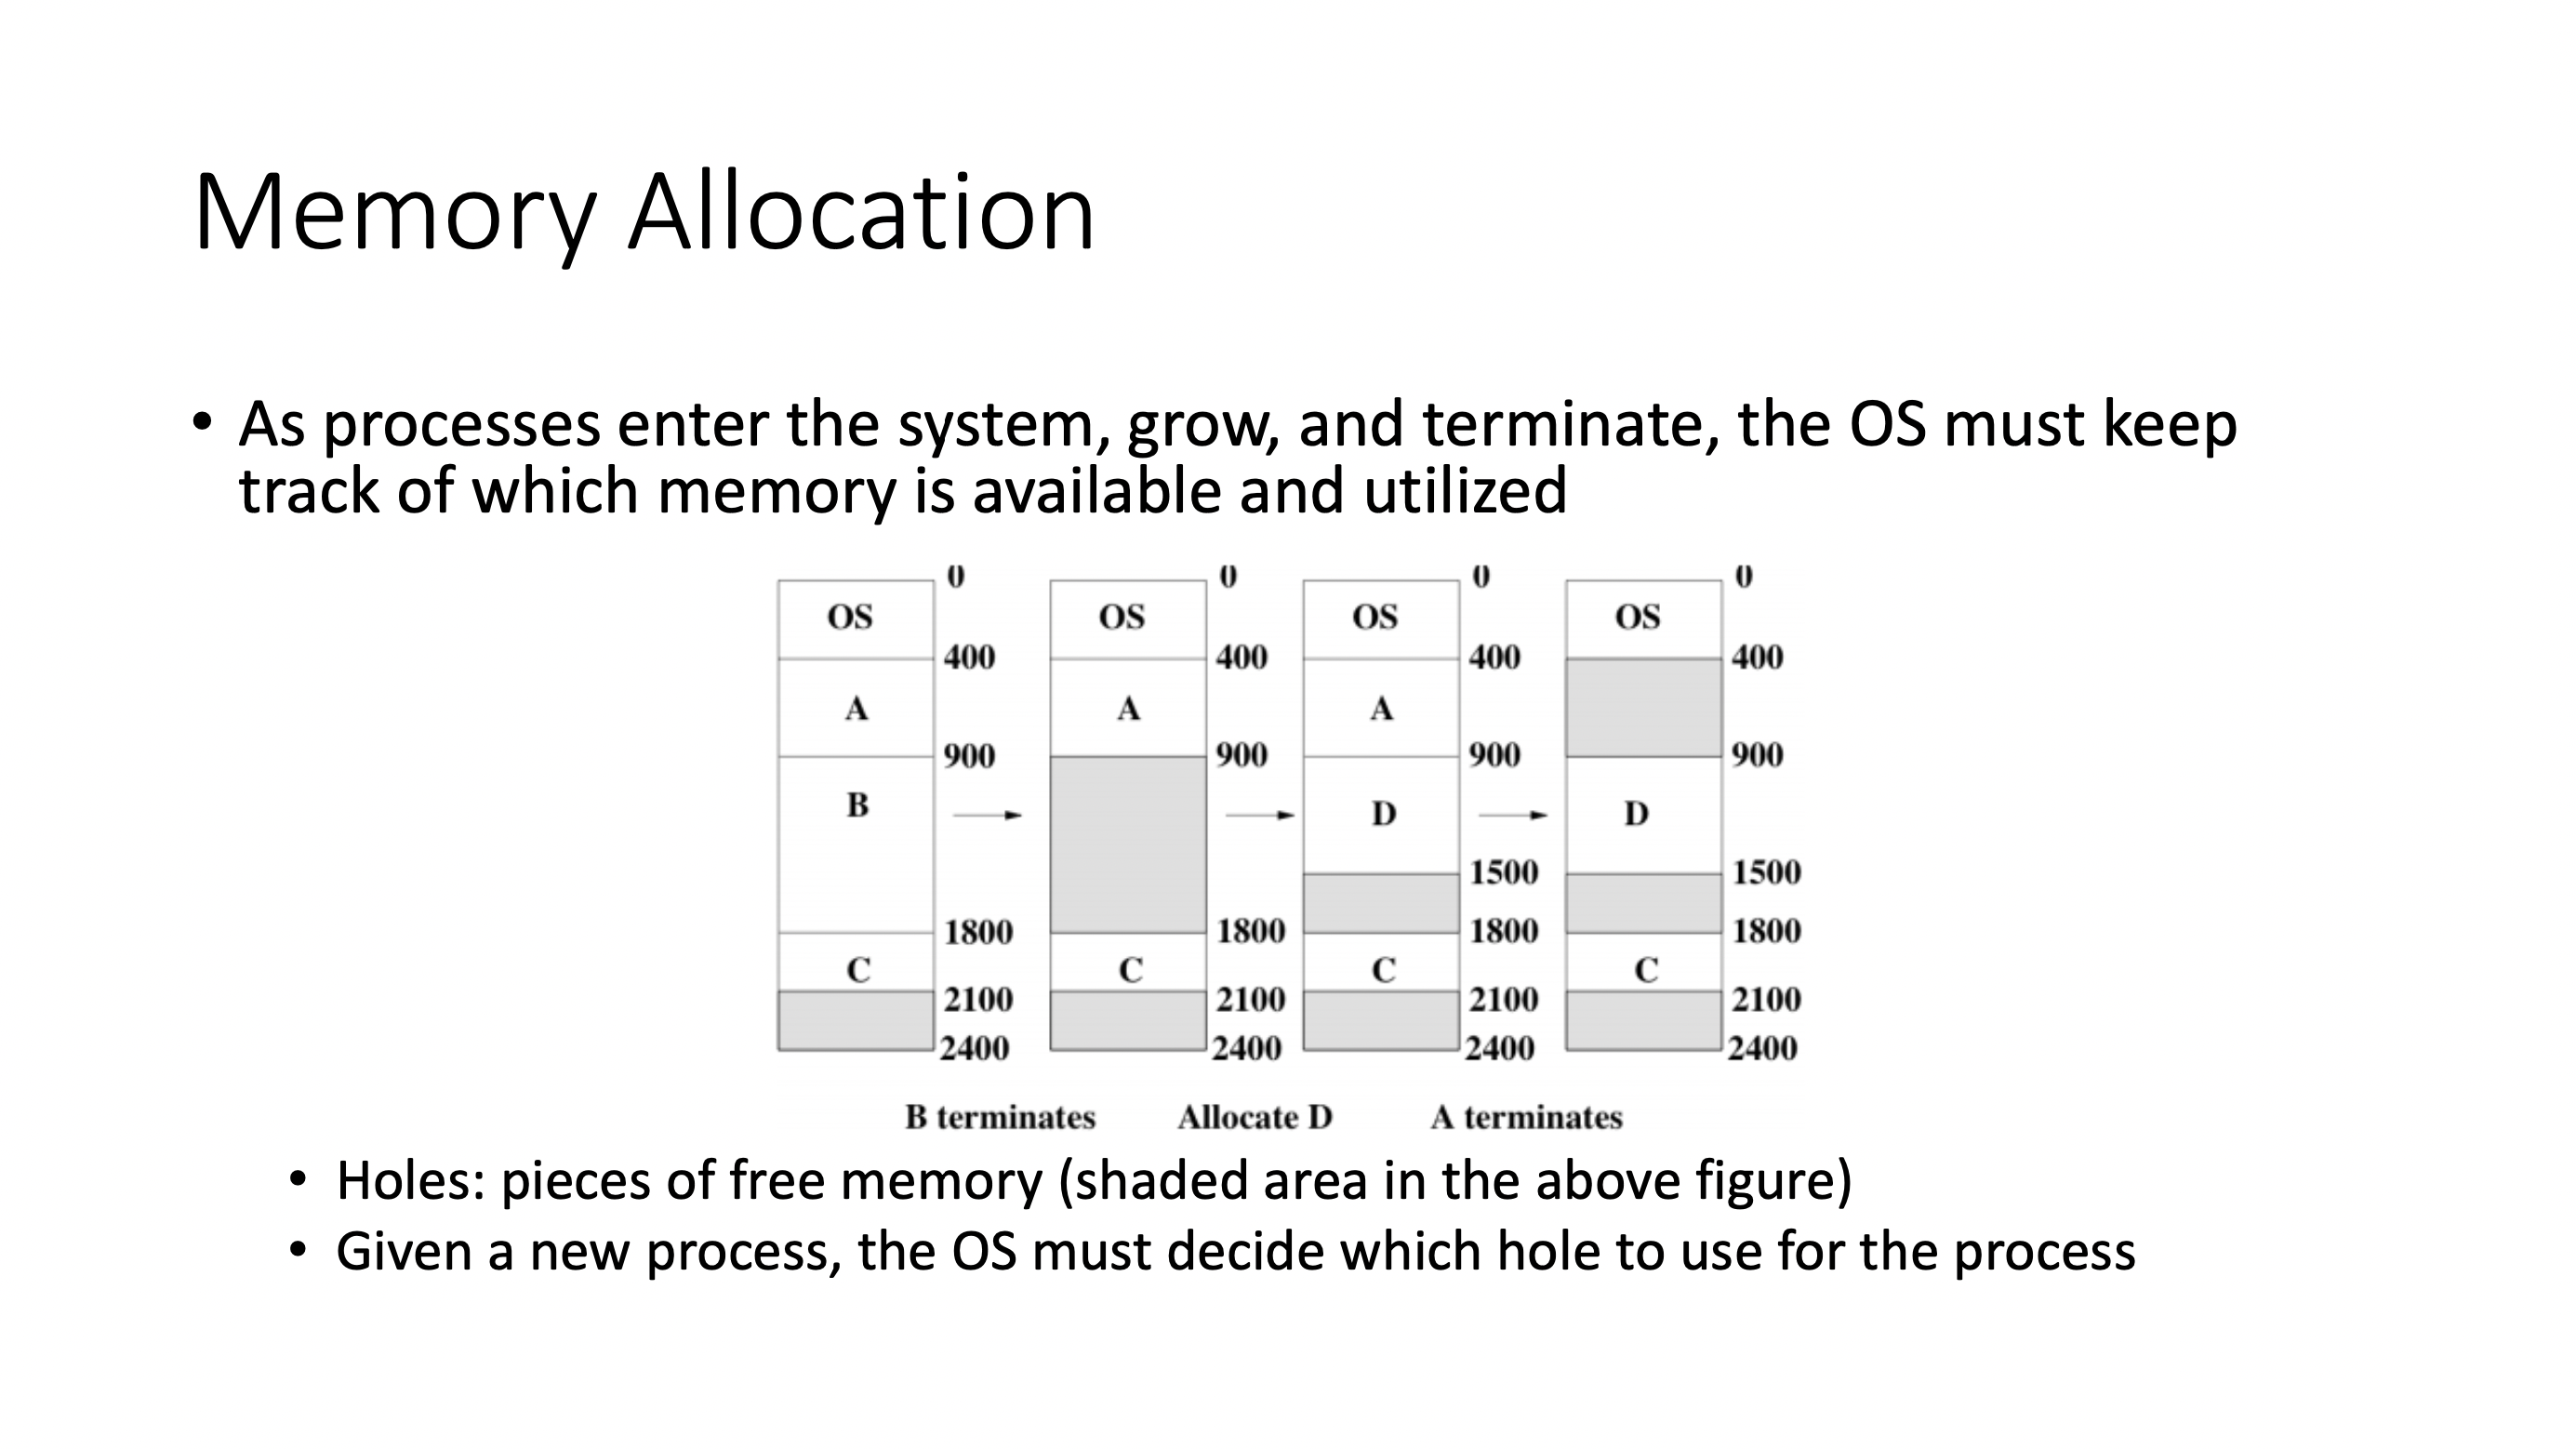 Memory Allocation
• As processes enter the system, grow, and terminate, the OS must keep
track of which memory is available and utilized
0 0 0 0
OS OS OS OS
400 400 400 400
A A A
900 900 900 900
B D D
1500 1500
1800 1800 1800 1800
C C C C
2100 2100 2100 2100
2400 2400 2400 2400
B terminates Allocate D A terminates
• Holes: pieces of free memory (shaded area in the above figure)
• Given a new process, the OS must decide which hole to use for the process